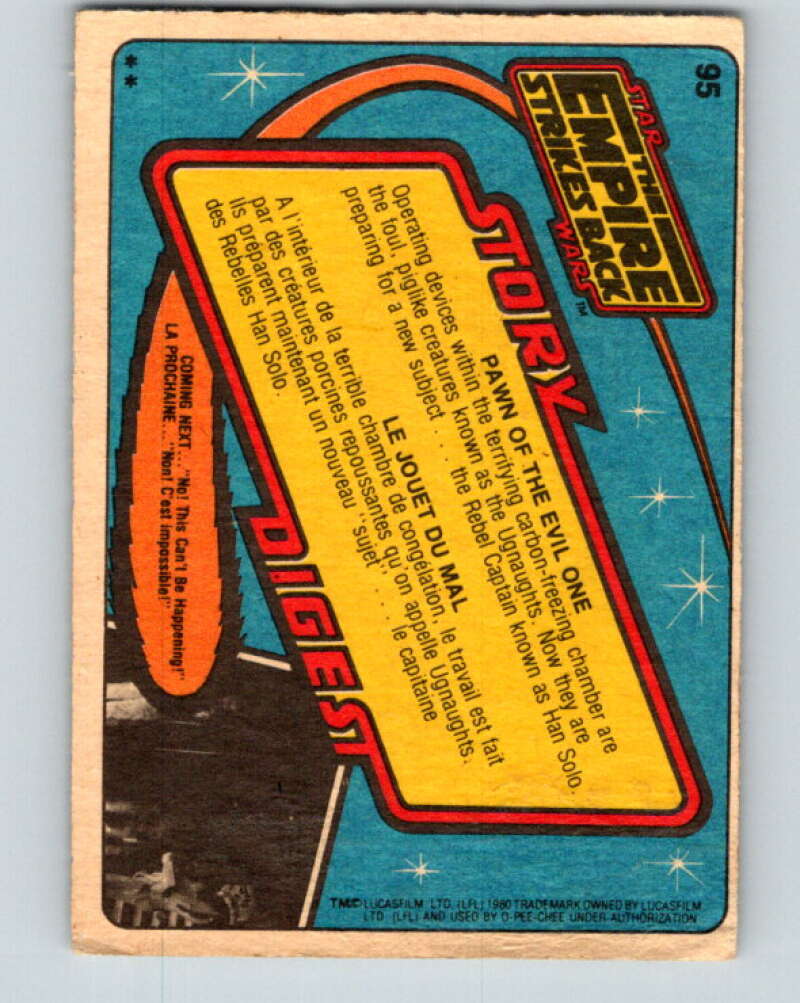 95
STAR
THE
EMPIRE
STRIKES BACK
WARS™
STORY
PAWN OF THE EVIL ONE
Operating devices within the terrifying carbon-freezing chamber are
the foul, piglike creatures known as the Ugnaughts. Now they are
preparing for a new subject . . . the Rebel Captain known as Han Solo.
LE JOUET DU MAL
A l'intérieur de la terrible chambre de congélation, le travail est fait
par des créatures porcines repoussantes qu'on appelle Ugnaughts:
ils préparent maintenant un nouveau "sujet" . . . le capitaine
des Rebelles Han Solo.
DIGEST
COMING NEXT... "No! This Can't Be Happening!"
LA PROCHAINE... "Non! C'est impossible!"
**
TM© LUCASFILM LTD. (LFL) 1980 TRADEMARK OWNED BY LUCASFILM
LTD. (LFL) AND USED BY O-PEE-CHEE UNDER AUTHORIZATION